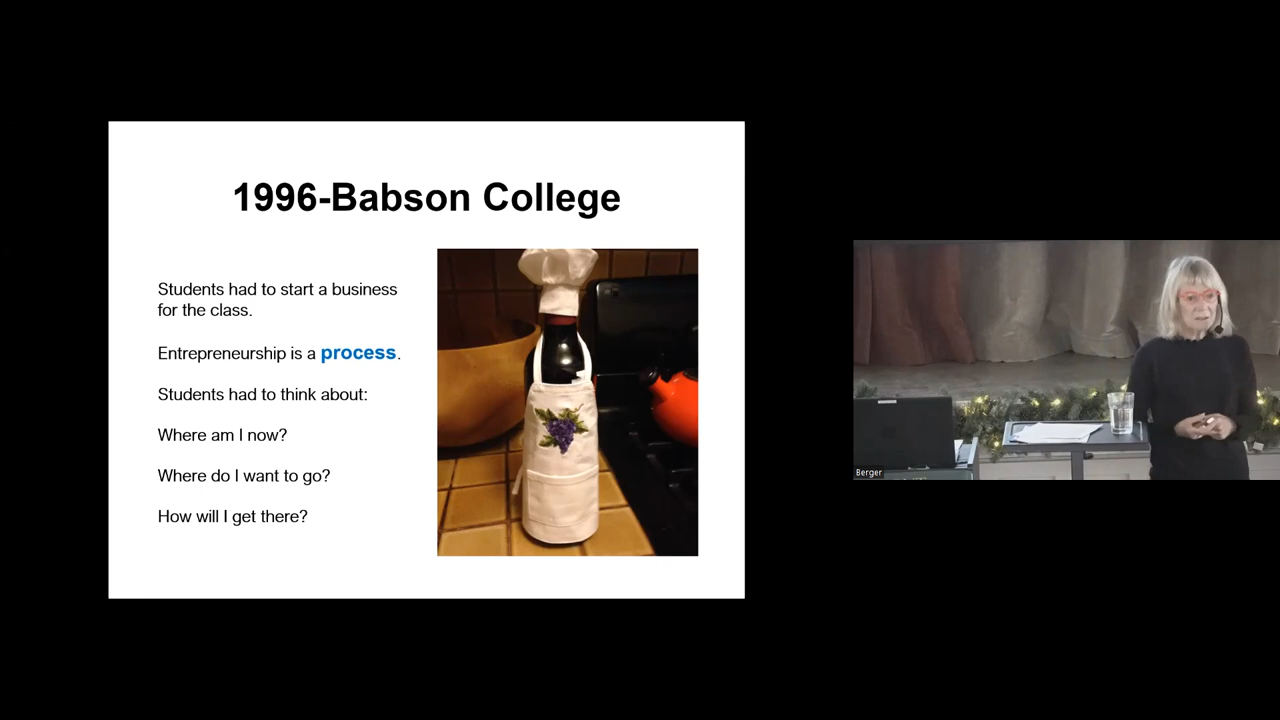 1996-Babson College
Students had to start a business
for the class.
Entrepreneurship is a process.
Students had to think about:
Where am I now?
Where do I want to go?
How will I get there?
Berger